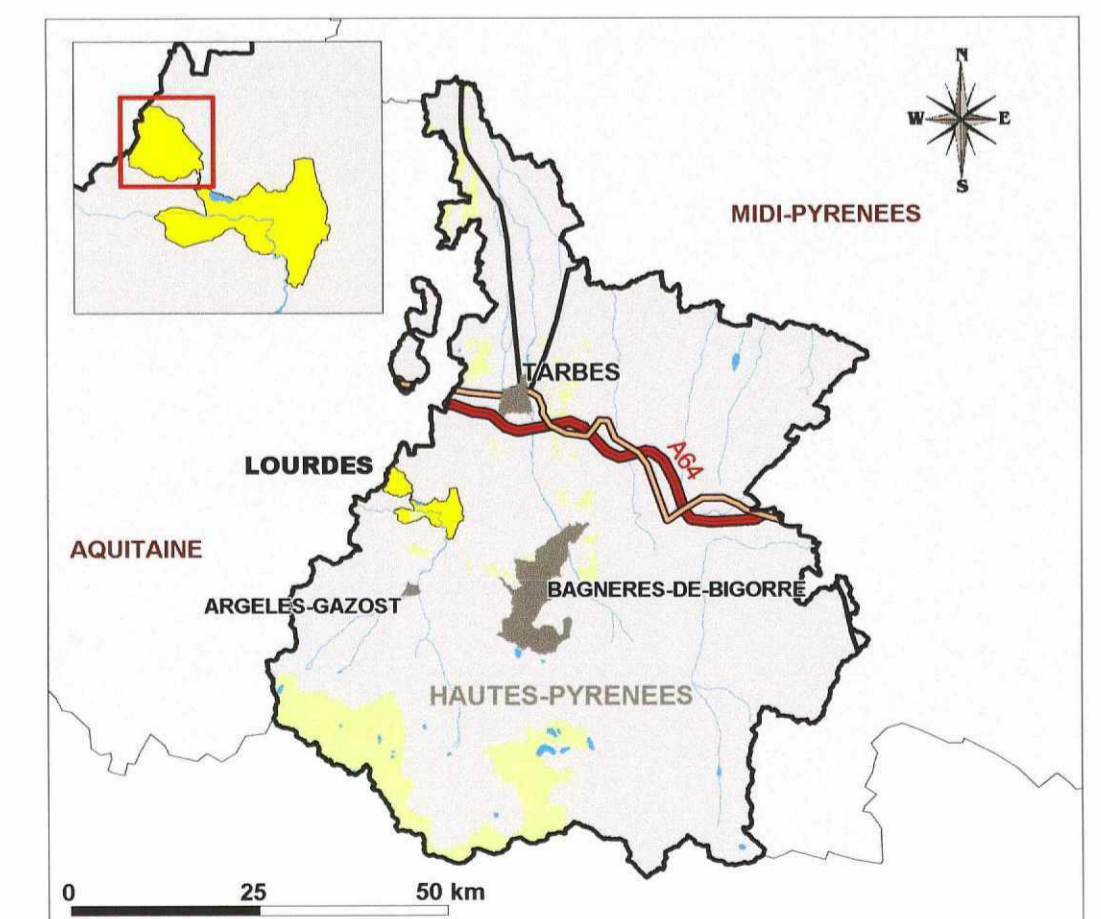 N
W E
S
MIDI-PYRENEES
TARBES
A64
LOURDES
AQUITAINE
BAGNERES-DE-BIGORRE
ARGELES-GAZOST
HAUTES-PYRENEES
0 25 50 km